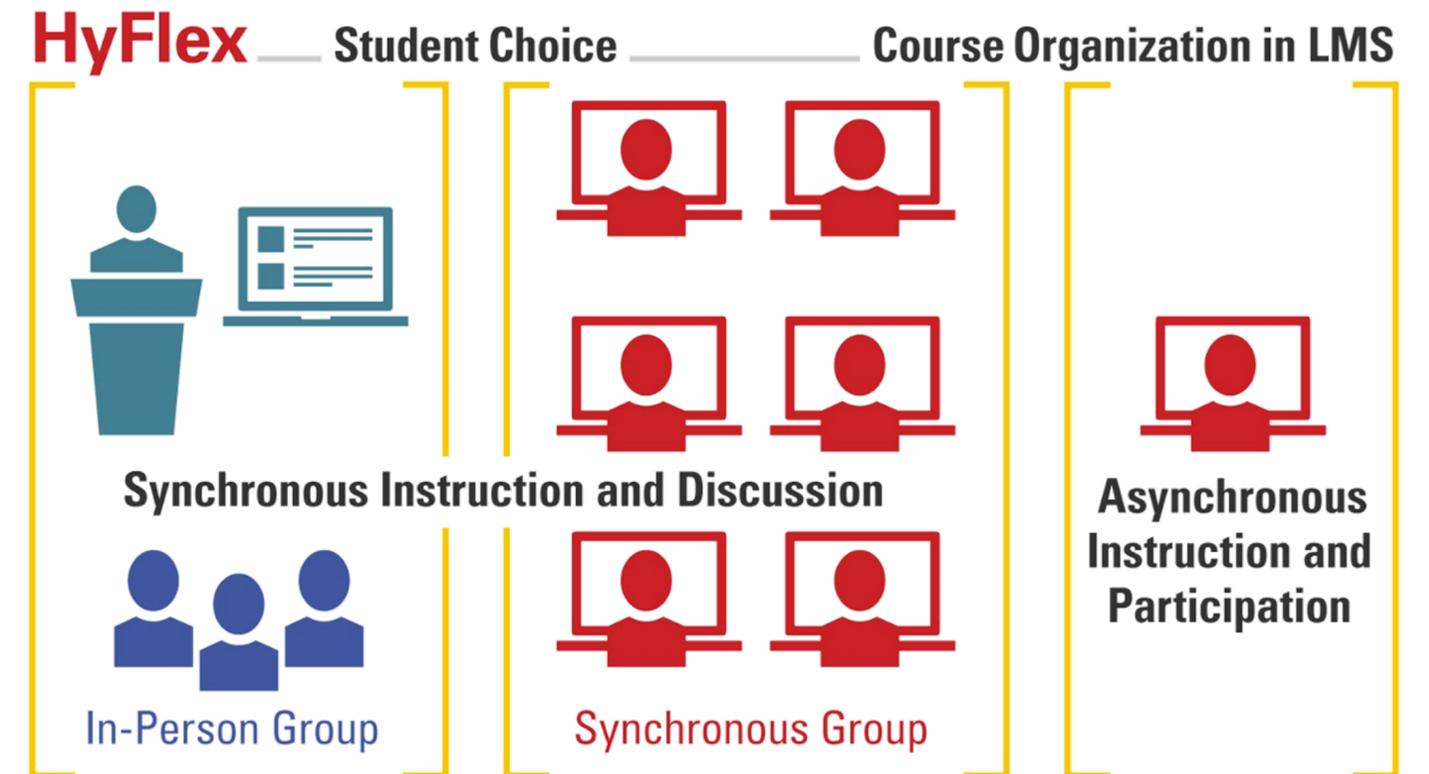 HyFlex Student Choice Course Organization in LMS
Synchronous Instruction and Discussion
In-Person Group
Synchronous Group
Asynchronous
Instruction and
Participation